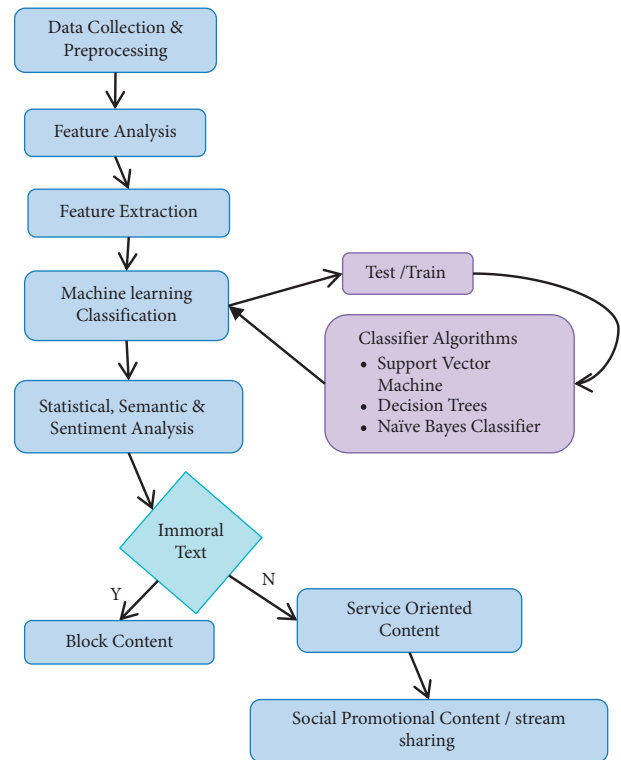 Data Collection &
Preprocessing
Feature Analysis
Feature Extraction
Machine learning
Classification
Test /Train
Classifier Algorithms
• Support Vector
Machine
• Decision Trees
• Naïve Bayes Classifier
Statistical, Semantic &
Sentiment Analysis
Immoral
Text
Y
N
Block Content
Service Oriented
Content
Social Promotional Content / stream
sharing